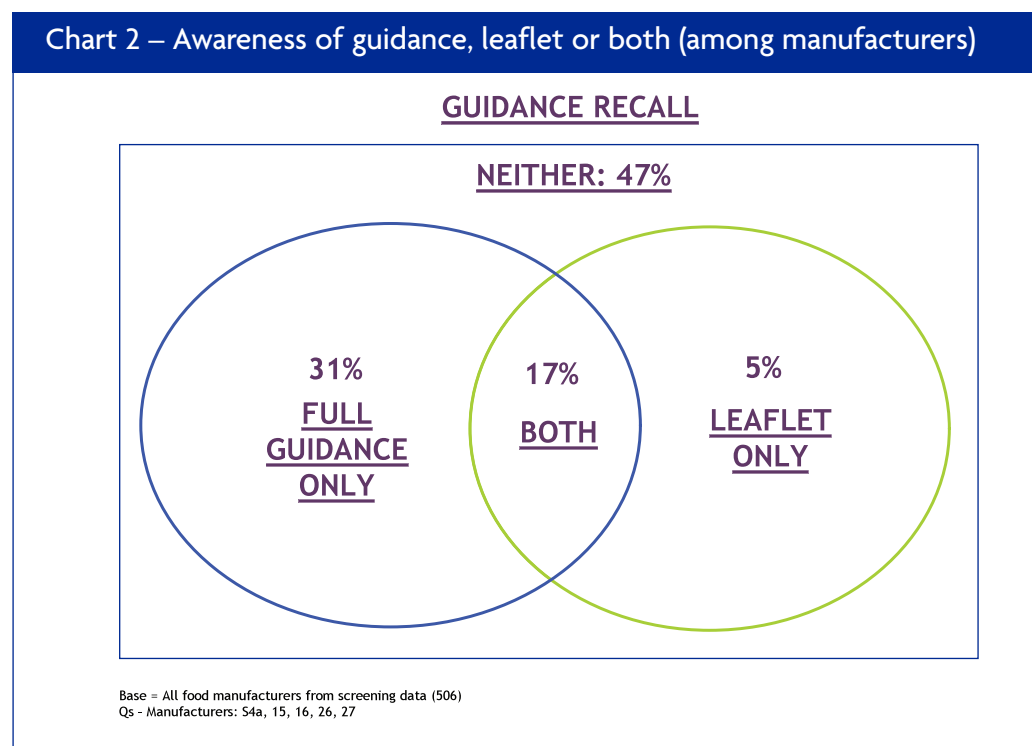 Chart 2 – Awareness of guidance, leaflet or both (among manufacturers)
GUIDANCE RECALL
NEITHER: 47%
31%
FULL
GUIDANCE
ONLY
17%
BOTH
5%
LEAFLET
ONLY
Base = All food manufacturers from screening data (506)
Qs – Manufacturers: S4a, 15, 16, 26, 27